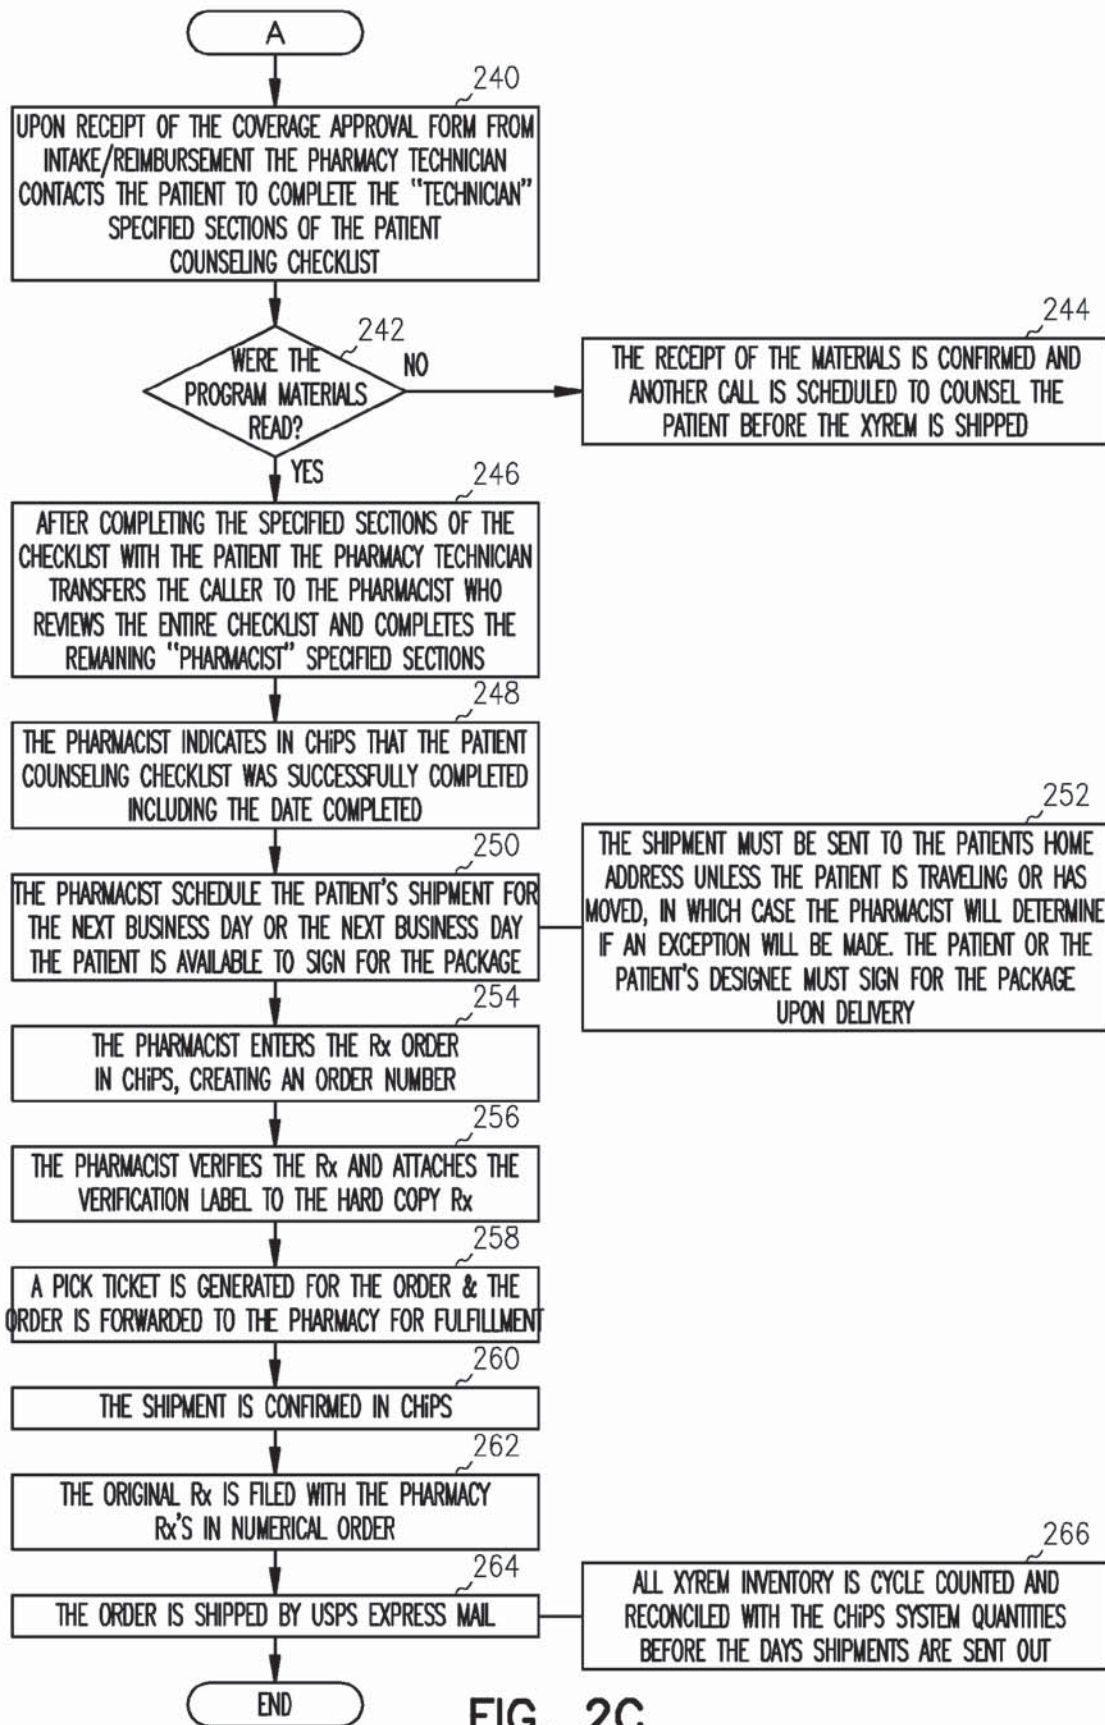 A
240
UPON RECEIPT OF THE COVERAGE APPROVAL FORM FROM
INTAKE/REIMBURSEMENT THE PHARMACY TECHNICIAN
CONTACTS THE PATIENT TO COMPLETE THE "TECHNICIAN"
SPECIFIED SECTIONS OF THE PATIENT
COUNSELING CHECKLIST
242
WERE THE
PROGRAM MATERIALS
READ?
NO
244
THE RECEIPT OF THE MATERIALS IS CONFIRMED AND
ANOTHER CALL IS SCHEDULED TO COUNSEL THE
PATIENT BEFORE THE XYREM IS SHIPPED
YES
246
AFTER COMPLETING THE SPECIFIED SECTIONS OF THE
CHECKLIST WITH THE PATIENT THE PHARMACY TECHNICIAN
TRANSFERS THE CALLER TO THE PHARMACIST WHO
REVIEWS THE ENTIRE CHECKLIST AND COMPLETES THE
REMAINING "PHARMACIST" SPECIFIED SECTIONS
248
THE PHARMACIST INDICATES IN CHiPS THAT THE PATIENT
COUNSELING CHECKLIST WAS SUCCESSFULLY COMPLETED
INCLUDING THE DATE COMPLETED
250
THE PHARMACIST SCHEDULE THE PATIENT'S SHIPMENT FOR
THE NEXT BUSINESS DAY OR THE NEXT BUSINESS DAY
THE PATIENT IS AVAILABLE TO SIGN FOR THE PACKAGE
252
THE SHIPMENT MUST BE SENT TO THE PATIENTS HOME
ADDRESS UNLESS THE PATIENT IS TRAVELING OR HAS
MOVED, IN WHICH CASE THE PHARMACIST WILL DETERMINE
IF AN EXCEPTION WILL BE MADE. THE PATIENT OR THE
PATIENT'S DESIGNEE MUST SIGN FOR THE PACKAGE
UPON DELIVERY
254
THE PHARMACIST ENTERS THE Rx ORDER
IN CHiPS, CREATING AN ORDER NUMBER
256
THE PHARMACIST VERIFIES THE Rx AND ATTACHES THE
VERIFICATION LABEL TO THE HARD COPY Rx
258
A PICK TICKET IS GENERATED FOR THE ORDER & THE
ORDER IS FORWARDED TO THE PHARMACY FOR FULFILLMENT
260
THE SHIPMENT IS CONFIRMED IN CHiPS
262
THE ORIGINAL Rx IS FILED WITH THE PHARMACY
Rx'S IN NUMERICAL ORDER
264
THE ORDER IS SHIPPED BY USPS EXPRESS MAIL
266
ALL XYREM INVENTORY IS CYCLE COUNTED AND
RECONCILED WITH THE CHiPS SYSTEM QUANTITIES
BEFORE THE DAYS SHIPMENTS ARE SENT OUT
END
FIG. 2C